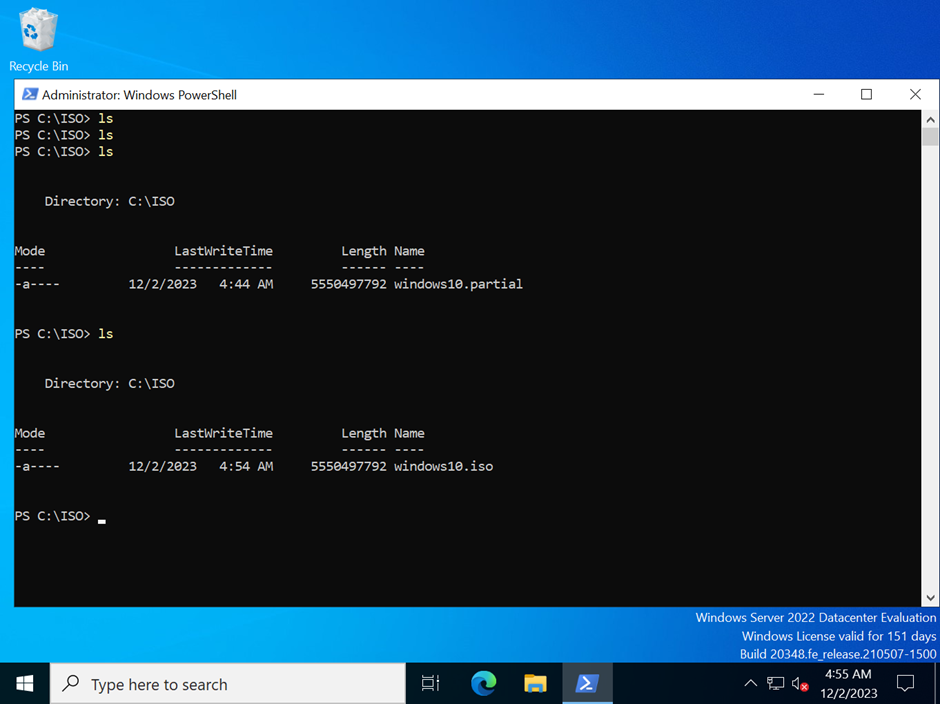 Recycle Bin
Administrator: Windows PowerShell
PS C:\ISO> ls
PS C:\ISO> ls
PS C:\ISO> ls
Directory: C:\ISO
Mode LastWriteTime Length Name
---- ------------- ------ ----
-a---- 12/2/2023 4:44 AM 5550497792 windows10.partial
PS C:\ISO> ls
Directory: C:\ISO
Mode LastWriteTime Length Name
---- ------------- ------ ----
-a---- 12/2/2023 4:54 AM 5550497792 windows10.iso
PS C:\ISO>
Windows Server 2022 Datacenter Evaluation
Windows License valid for 151 days
Build 20348.fe_release.210507-1500
Type here to search
4:55 AM
12/2/2023